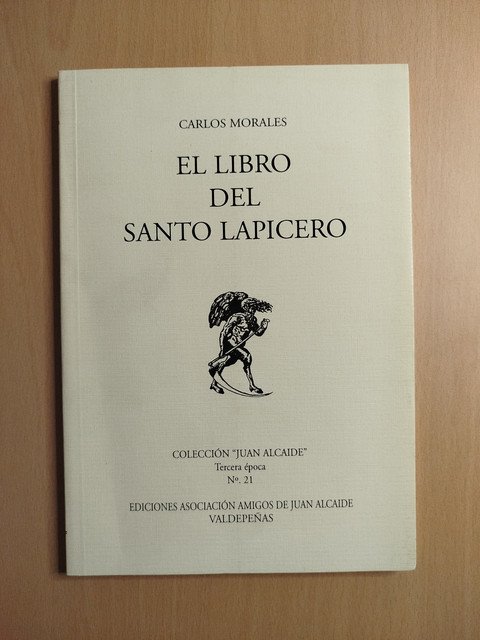 CARLOS MORALES
EL LIBRO
DEL
SANTO LAPICERO
COLECCIÓN "JUAN ALCAIDE"
Tercera época
Nº. 21
EDICIONES ASOCIACIÓN AMIGOS DE JUAN ALCAIDE
VALDEPEÑAS